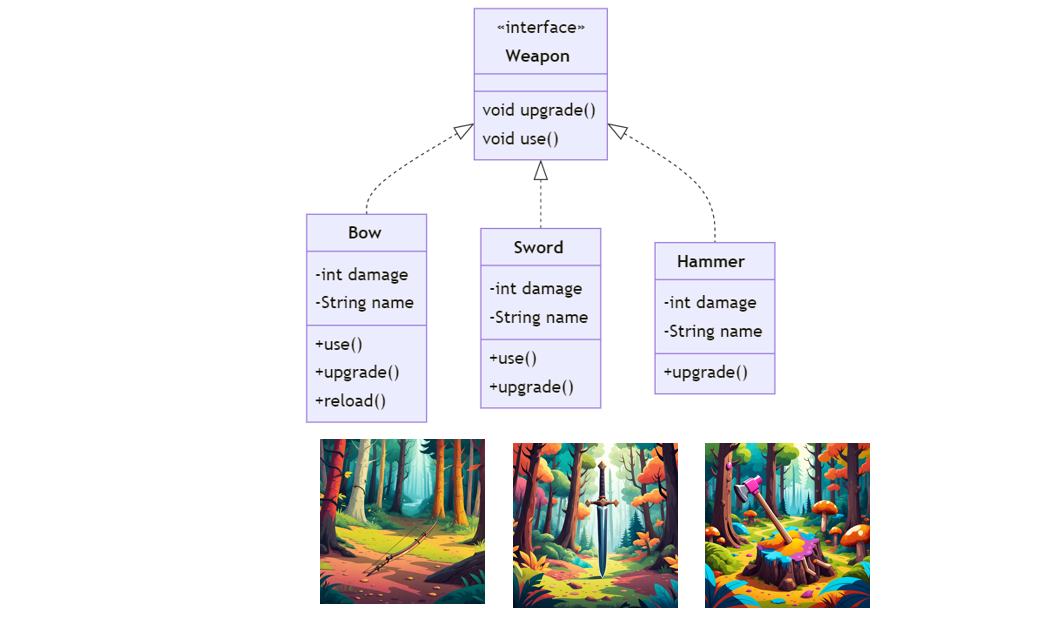 «interface»
Weapon
void upgrade()
void use()
Bow
-int damage
-String name
+use()
+upgrade()
+reload()
Sword
-int damage
-String name
+use()
+upgrade()
Hammer
-int damage
-String name
+upgrade()